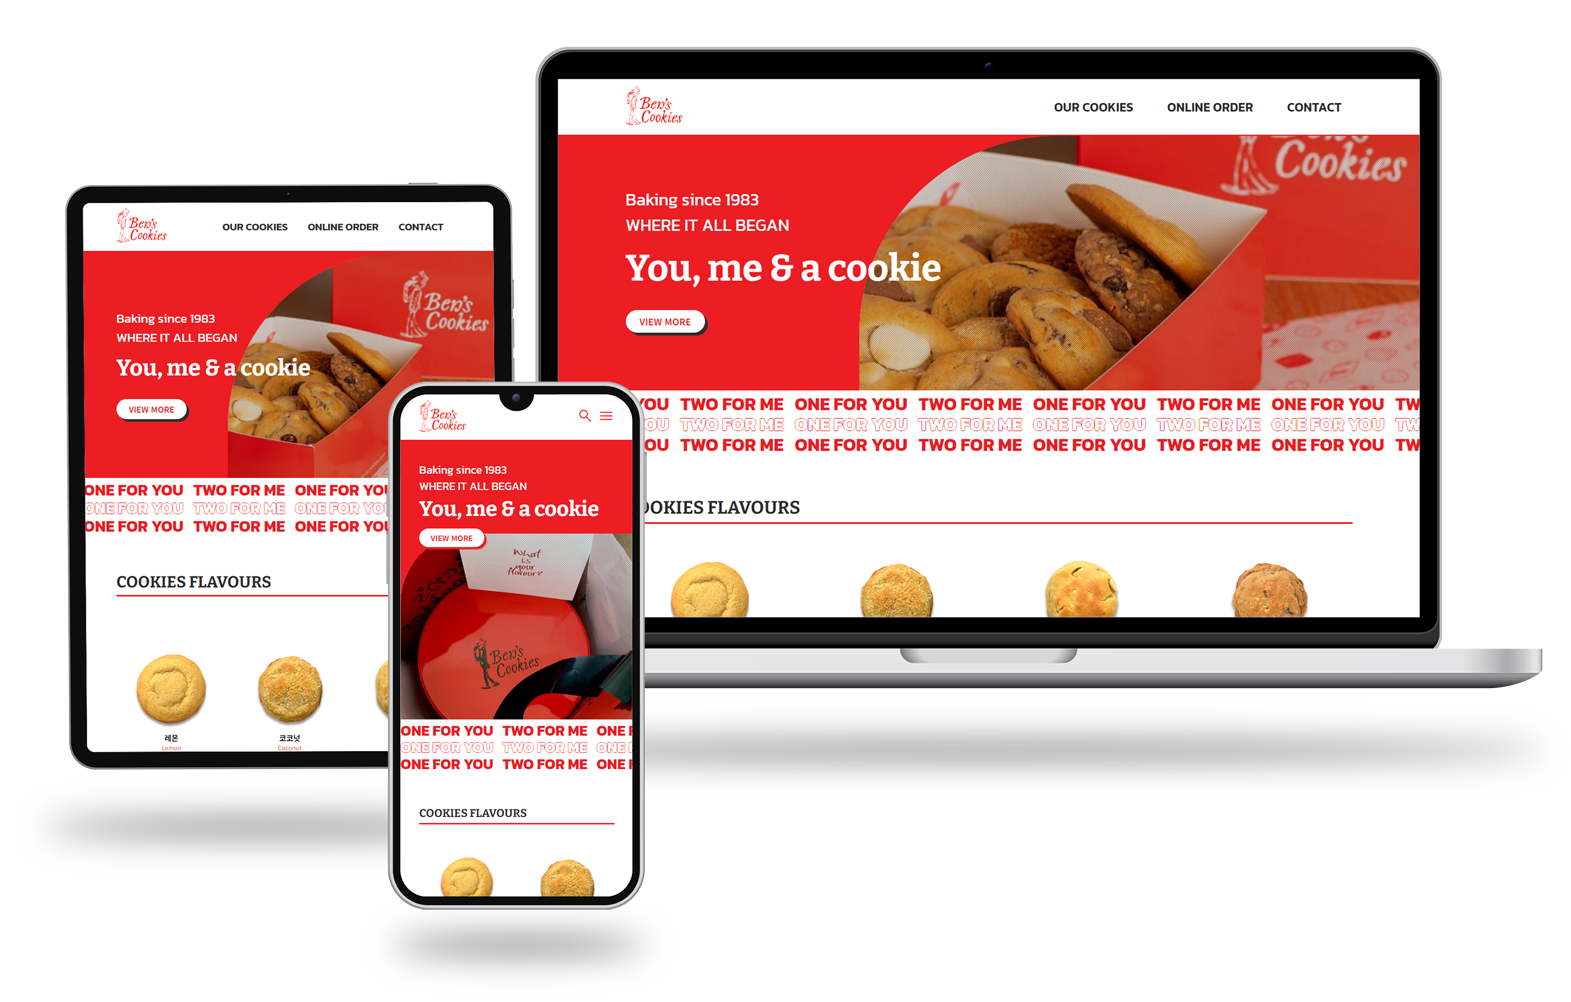 Ben's
Cookies
OUR COOKIES ONLINE ORDER CONTACT
Cookies
Baking since 1983
WHERE IT ALL BEGAN
You, me & a cookie
VIEW MORE
YOU TWO FOR ME ONE FOR YOU TWO FOR ME ONE FOR YOU TWO FOR ME ONE FOR YOU TW
OU TWO FOR ME ONE FOR YOU TWO FOR ME ONE FOR YOU TWO FOR ME ONE FOR YOU TW
YOU TWO FOR ME ONE FOR YOU TWO FOR ME ONE FOR YOU TWO FOR ME ONE FOR YOU TW
OOKIES FLAVOURS
Ben's
Cookies
OUR COOKIES ONLINE ORDER CONTACT
Ben's
Cookies
Baking since 1983
WHERE IT ALL BEGAN
You, me & a cookie
VIEW MORE
ONE FOR YOU TWO FOR ME ONE FOR YOU
ONE FOR YOU TWO FOR ME ONE FOR YOU
ONE FOR YOU TWO FOR ME ONE FOR YOU
COOKIES FLAVOURS
레몬 코코넛
Lemon Coconut
Ben's
Cookies
Baking since 1983
WHERE IT ALL BEGAN
You, me & a cookie
VIEW MORE
What
is
your
flavour?
Ben's
Cookies
ONE FOR YOU TWO FOR ME ONE F
ONE FOR YOU TWO FOR ME ONE F
ONE FOR YOU TWO FOR ME ONE F
COOKIES FLAVOURS